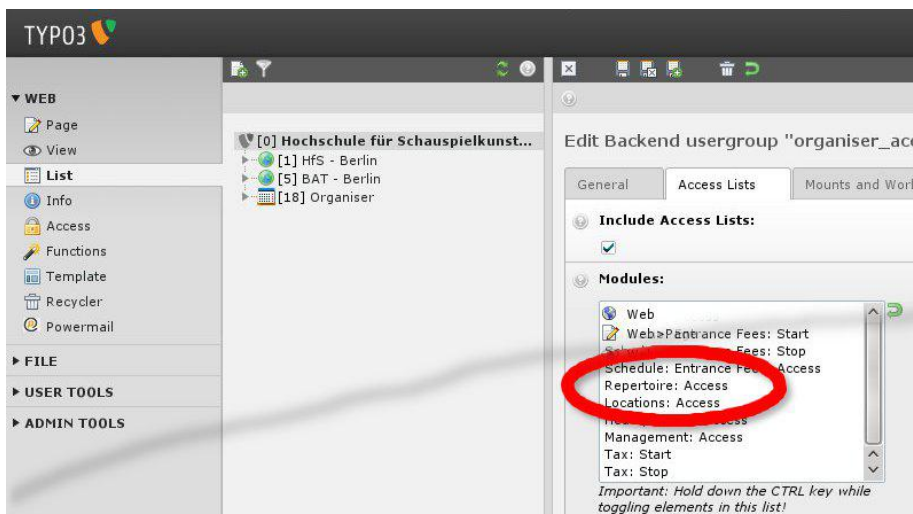 TYPO3
WEB
Page
View
List
Info
Access
Functions
Template
Recycler
Powermail
FILE
USER TOOLS
ADMIN TOOLS
[0] Hochschule für Schauspielkunst...
[1] HfS - Berlin
[5] BAT - Berlin
[18] Organiser
Edit Backend usergroup "organiser_acc
General Access Lists Mounts and Work
Include Access Lists:
Modules:
Web
Entrance Fees: Start
Fees: Stop
Schedule: Entrance Access
Repertoire: Access
Locations: Access
Management: Access
Tax: Start
Tax: Stop
Important: Hold down the CTRL key while
toggling elements in this list!